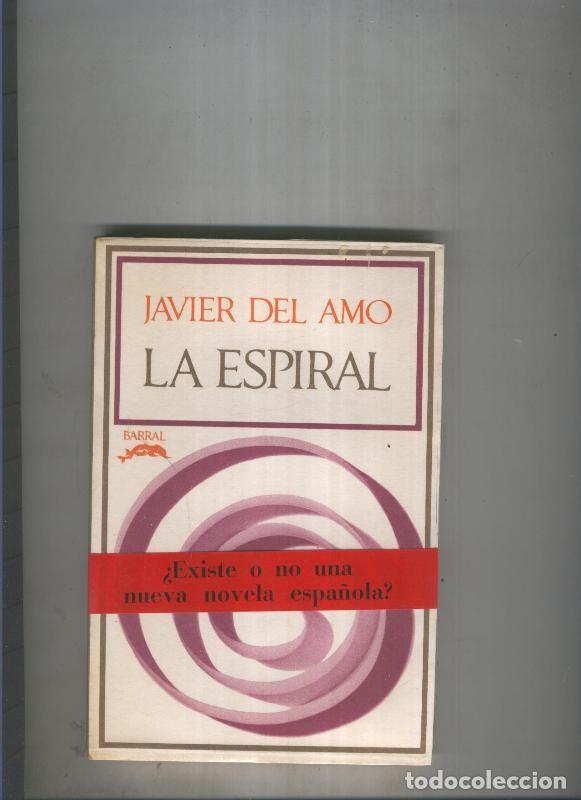 JAVIER DEL AMO
LA ESPIRAL
BARRAL
¿Existe o no una
nueva novela española?
todocoleccion